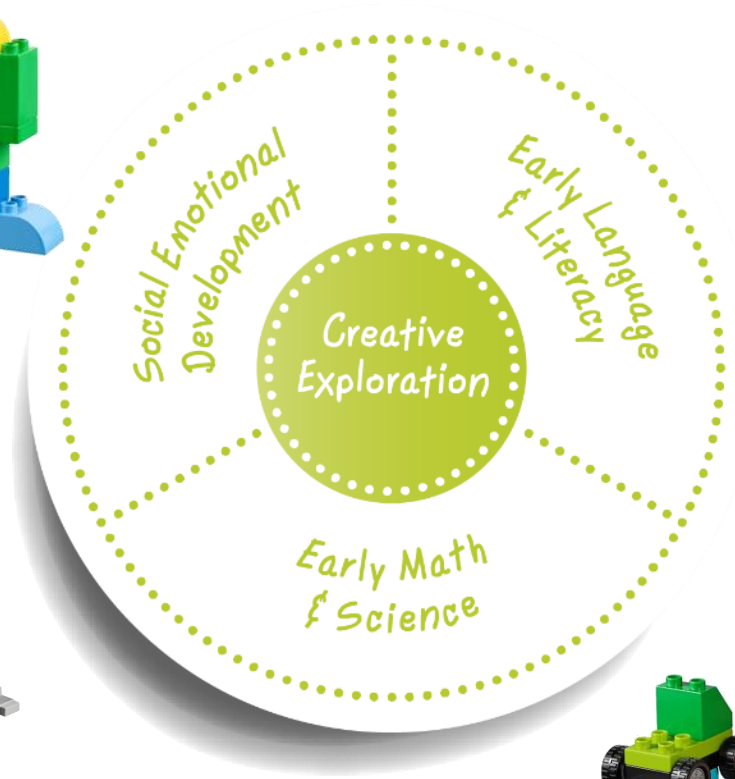 Social Emotional
Development
Early Language
& Literacy
Creative
Exploration
Early Math
& Science